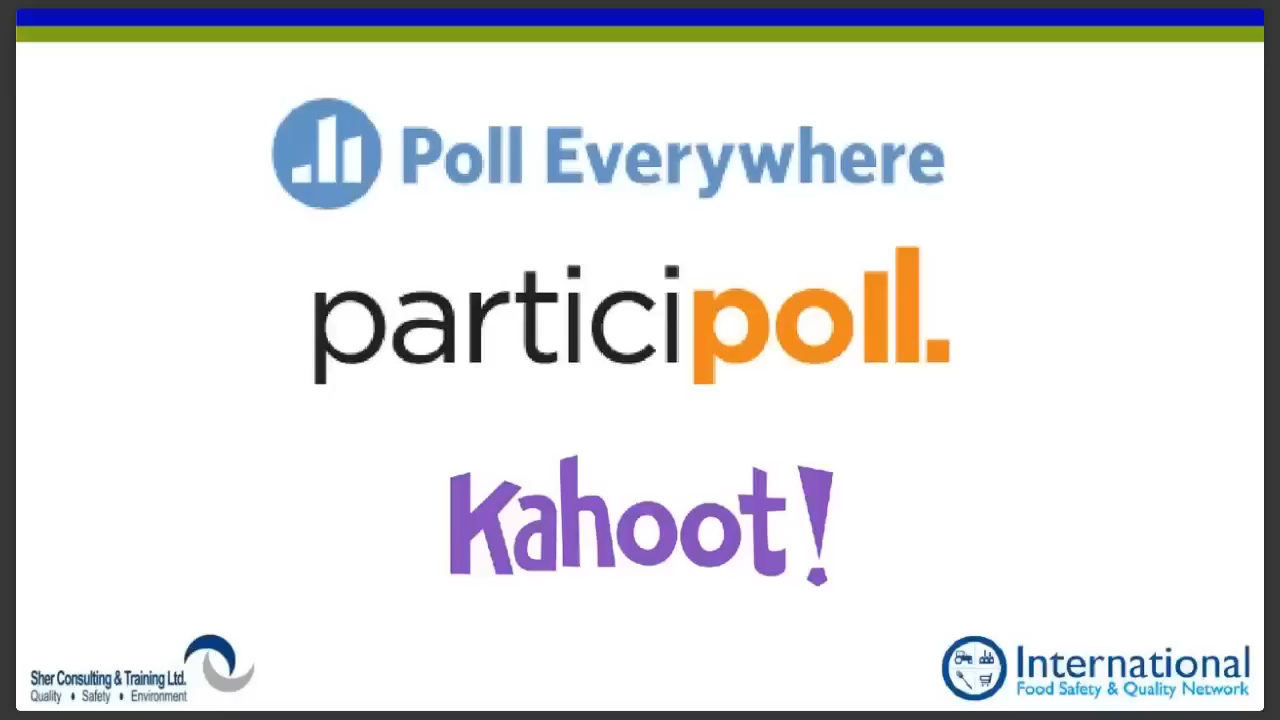 Poll Everywhere
participoll.
Kahoot!
Sher Consulting & Training Ltd.
Quality • Safety • Environment
International
Food Safety & Quality Network